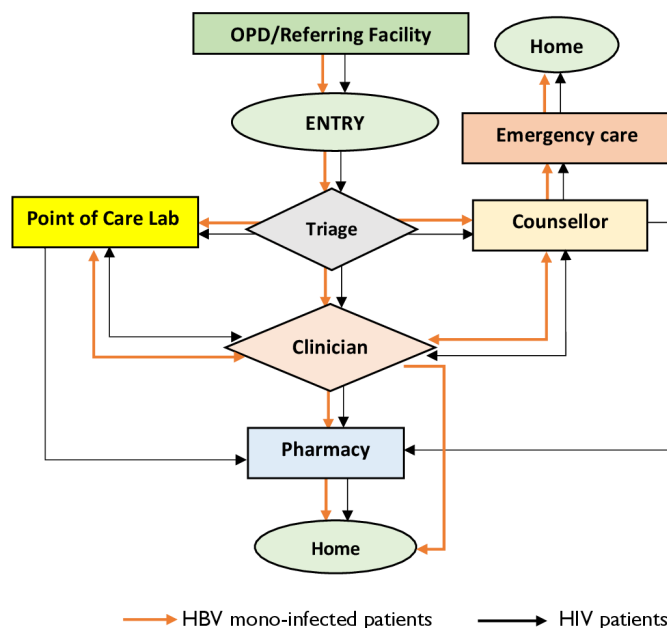 OPD/Referring Facility
Home
ENTRY
Emergency care
Point of Care Lab
Triage
Counsellor
Clinician
Pharmacy
Home
HBV mono-infected patients
HIV patients